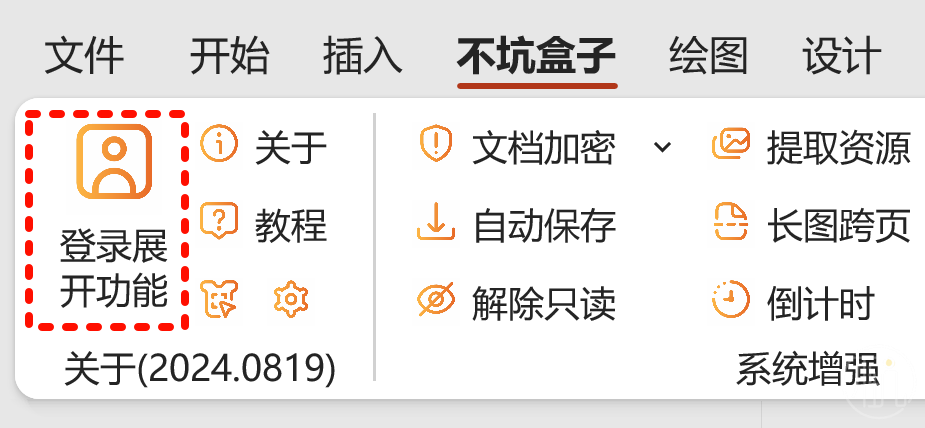 文件 开始 插入 不坑盒子 绘图 设计
登录展
开功能
关于
教程
关于(2024.0819)
文档加密
自动保存
解除只读
提取资源
长图跨页
倒计时
系统增强